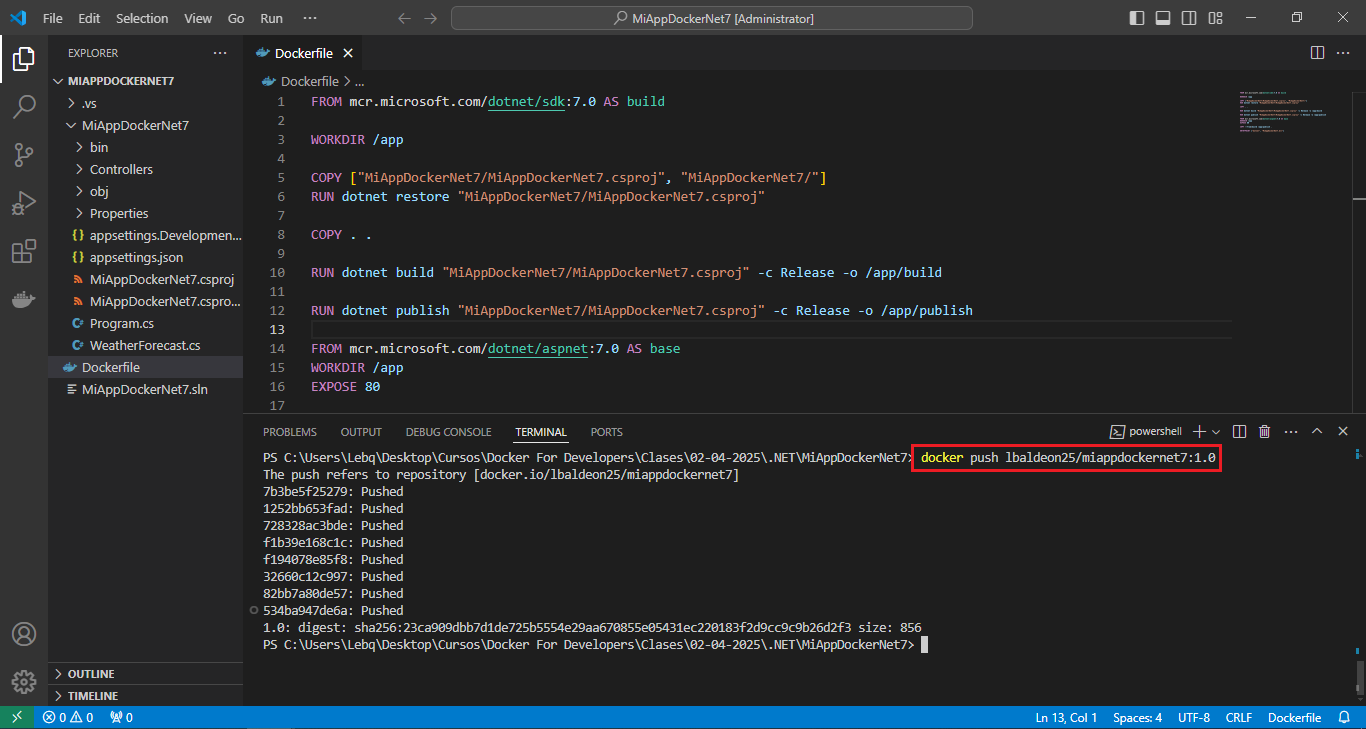 File Edit Selection View Go Run ··· MiAppDockerNet7 [Administrator]
EXPLORER ···
MIAPPDOCKERNET7
.vs
MiAppDockerNet7
bin
Controllers
obj
Properties
{} appsettings.Developmen...
{} appsettings.json
MiAppDockerNet7.csproj
MiAppDockerNet7.cspro...
Program.cs
WeatherForecast.cs
Dockerfile
MiAppDockerNet7.sln
OUTLINE
TIMELINE
Dockerfile
Dockerfile > ...
1 FROM mcr.microsoft.com/dotnet/sdk:7.0 AS build
2
3 WORKDIR /app
4
5 COPY ["MiAppDockerNet7/MiAppDockerNet7.csproj", "MiAppDockerNet7/"]
6 RUN dotnet restore "MiAppDockerNet7/MiAppDockerNet7.csproj"
7
8 COPY . .
9
10 RUN dotnet build "MiAppDockerNet7/MiAppDockerNet7.csproj" -c Release -o /app/build
11
12 RUN dotnet publish "MiAppDockerNet7/MiAppDockerNet7.csproj" -c Release -o /app/publish
13
14 FROM mcr.microsoft.com/dotnet/aspnet:7.0 AS base
15 WORKDIR /app
16 EXPOSE 80
17
PROBLEMS OUTPUT DEBUG CONSOLE TERMINAL PORTS powershell
PS C:\Users\Lebq\Desktop\Cursos\Docker For Developers\Clases\02-04-2025\.NET\MiAppDockerNet7> docker push lbaldeon25/miappdockernet7:1.0
The push refers to repository [docker.io/lbaldeon25/miappdockernet7]
7b3be5f25279: Pushed
1252bb653fad: Pushed
728328ac3bde: Pushed
f1b39e168c1c: Pushed
f194078e85f8: Pushed
32660c12c997: Pushed
82bb7a80de57: Pushed
534ba947de6a: Pushed
1.0: digest: sha256:23ca909dbb7d1de725b5554e29aa670855e05431ec220183f2d9cc9c9b26d2f3 size: 856
PS C:\Users\Lebq\Desktop\Cursos\Docker For Developers\Clases\02-04-2025\.NET\MiAppDockerNet7>
0 0 0 Ln 13, Col 1 Spaces: 4 UTF-8 CRLF Dockerfile